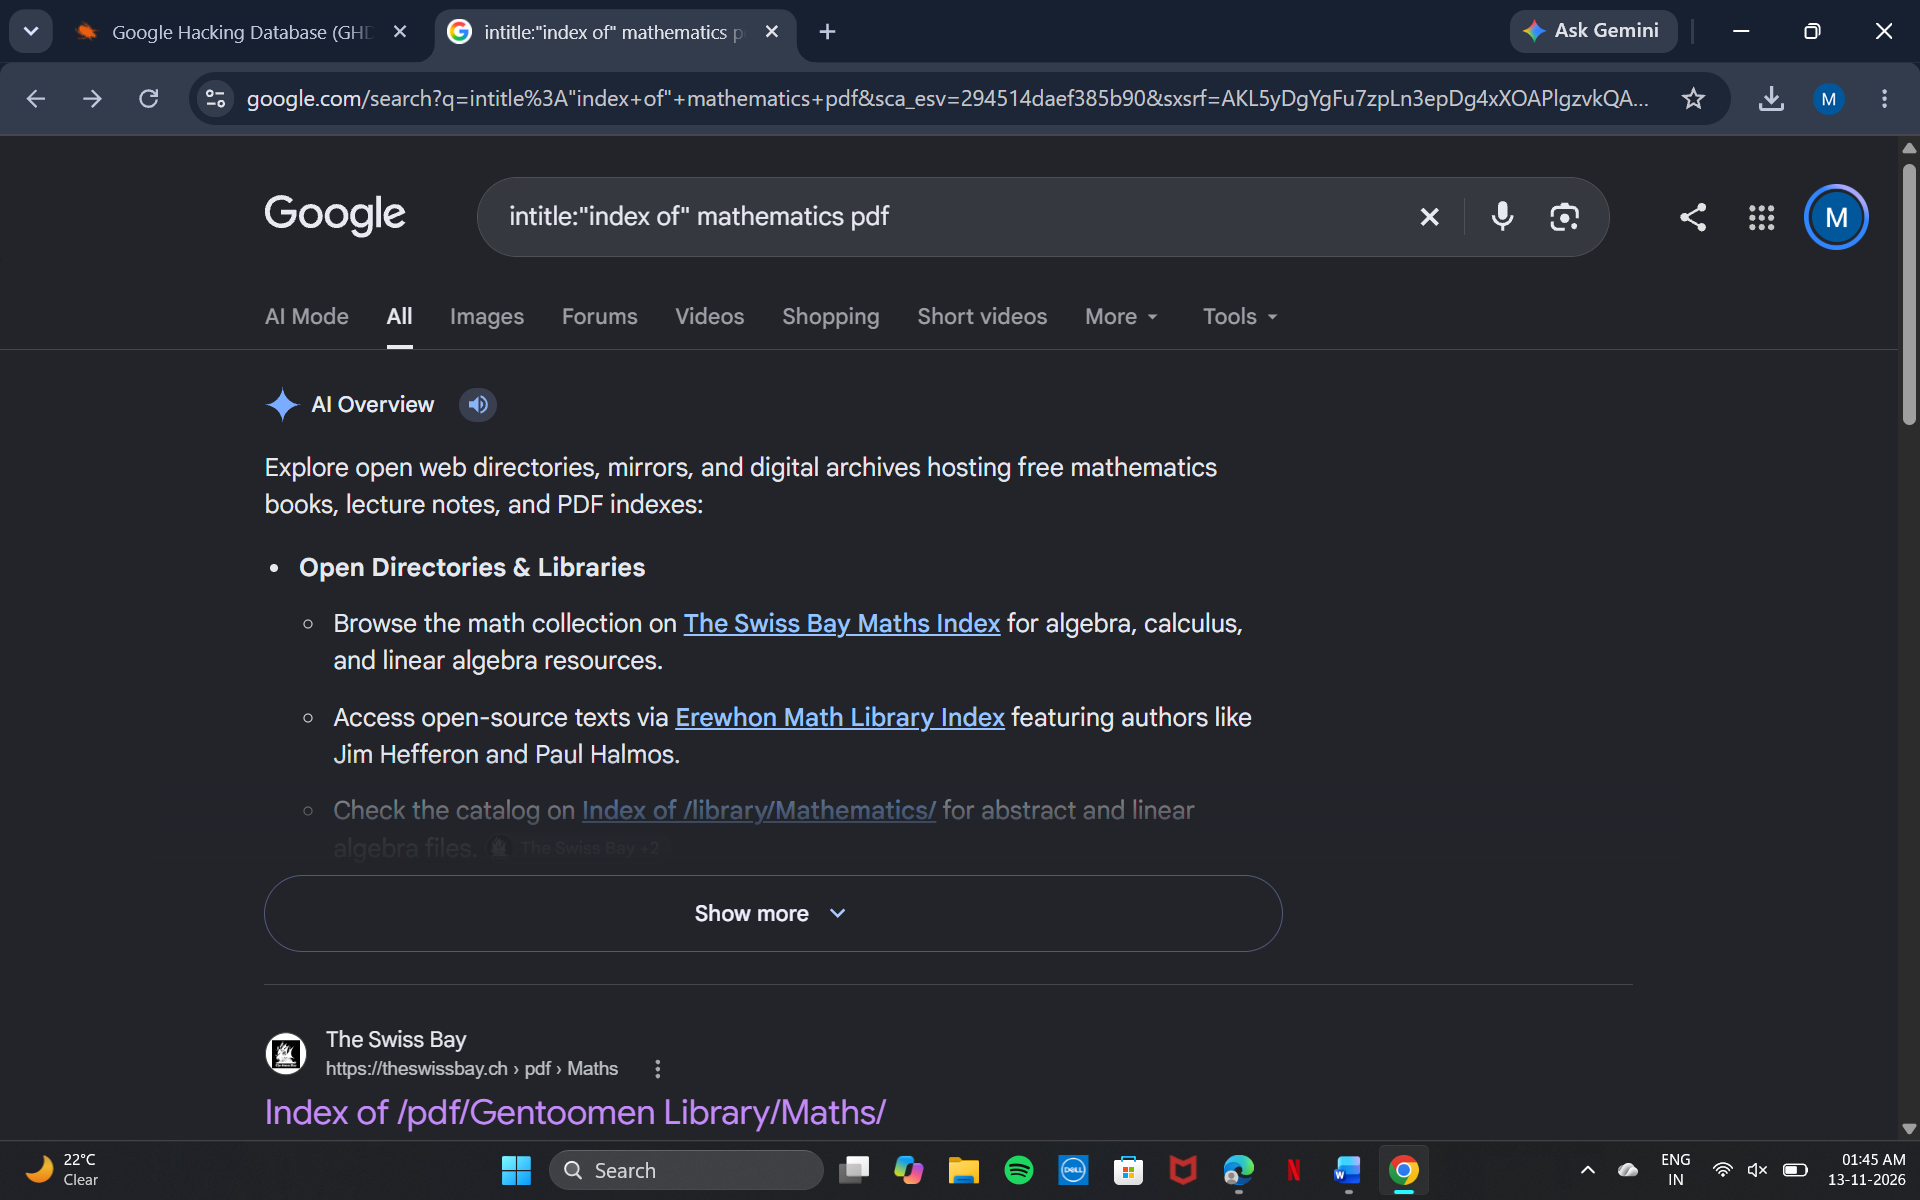 Google Hacking Database (GHD
intitle:"index of" mathematics p
Ask Gemini
google.com/search?q=intitle%3A"index+of"+mathematics+pdf&sca_esv=294514daef385b90&sxsrf=AKL5yDgYgFu7zpLn3epDg4xXOAPlgzvkQA...
M
Google
intitle:"index of" mathematics pdf
M
AI Mode
All
Images
Forums
Videos
Shopping
Short videos
More
Tools
AI Overview
Explore open web directories, mirrors, and digital archives hosting free mathematics
books, lecture notes, and PDF indexes:
• Open Directories & Libraries
◦ Browse the math collection on The Swiss Bay Maths Index for algebra, calculus,
and linear algebra resources.
◦ Access open-source texts via Erewhon Math Library Index featuring authors like
Jim Hefferon and Paul Halmos.
◦ Check the catalog on Index of /library/Mathematics/ for abstract and linear
algebra files. The Swiss Bay +2
Show more
The Swiss Bay
https://theswissbay.ch › pdf › Maths
Index of /pdf/Gentoomen Library/Maths/
22°C
Clear
Search
DELL
N
W
ENG
IN
01:45 AM
13-11-2026